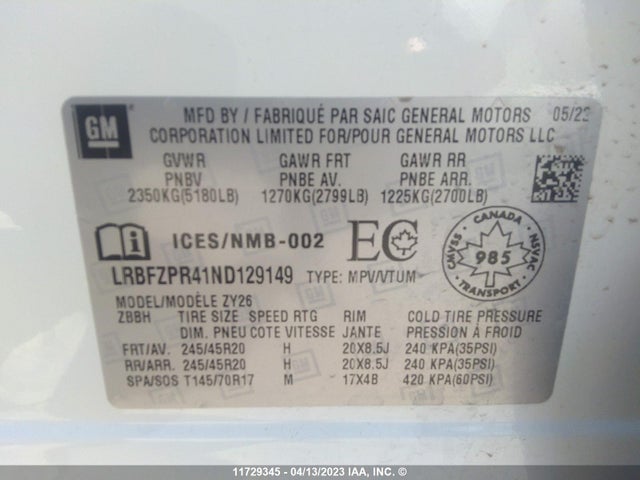 GM
MFD BY / FABRIQUÉ PAR SAIC GENERAL MOTORS 05/22
CORPORATION LIMITED FOR/POUR GENERAL MOTORS LLC
GVWR GAWR FRT GAWR RR
PNBV PNBE AV. PNBE ARR.
2350KG(5180LB) 1270KG(2799LB) 1225KG(2700LB)
ICES/NMB-002 EC
CANADA
CMVSS 985 NSVAC
TRANSPORT
LRBFZPR41ND129149 TYPE: MPV/VTUM
MODEL/MODÈLE ZY26
ZBBH TIRE SIZE SPEED RTG RIM COLD TIRE PRESSURE
DIM. PNEU COTE VITESSE JANTE PRESSION À FROID
FRT/AV. 245/45R20 H 20X8.5J 240 KPA(35PSI)
RR/ARR. 245/45R20 H 20X8.5J 240 KPA(35PSI)
SPA/SOS T145/70R17 M 17X4B 420 KPA(60PSI)
11729345 - 04/13/2023 IAA, INC. ©